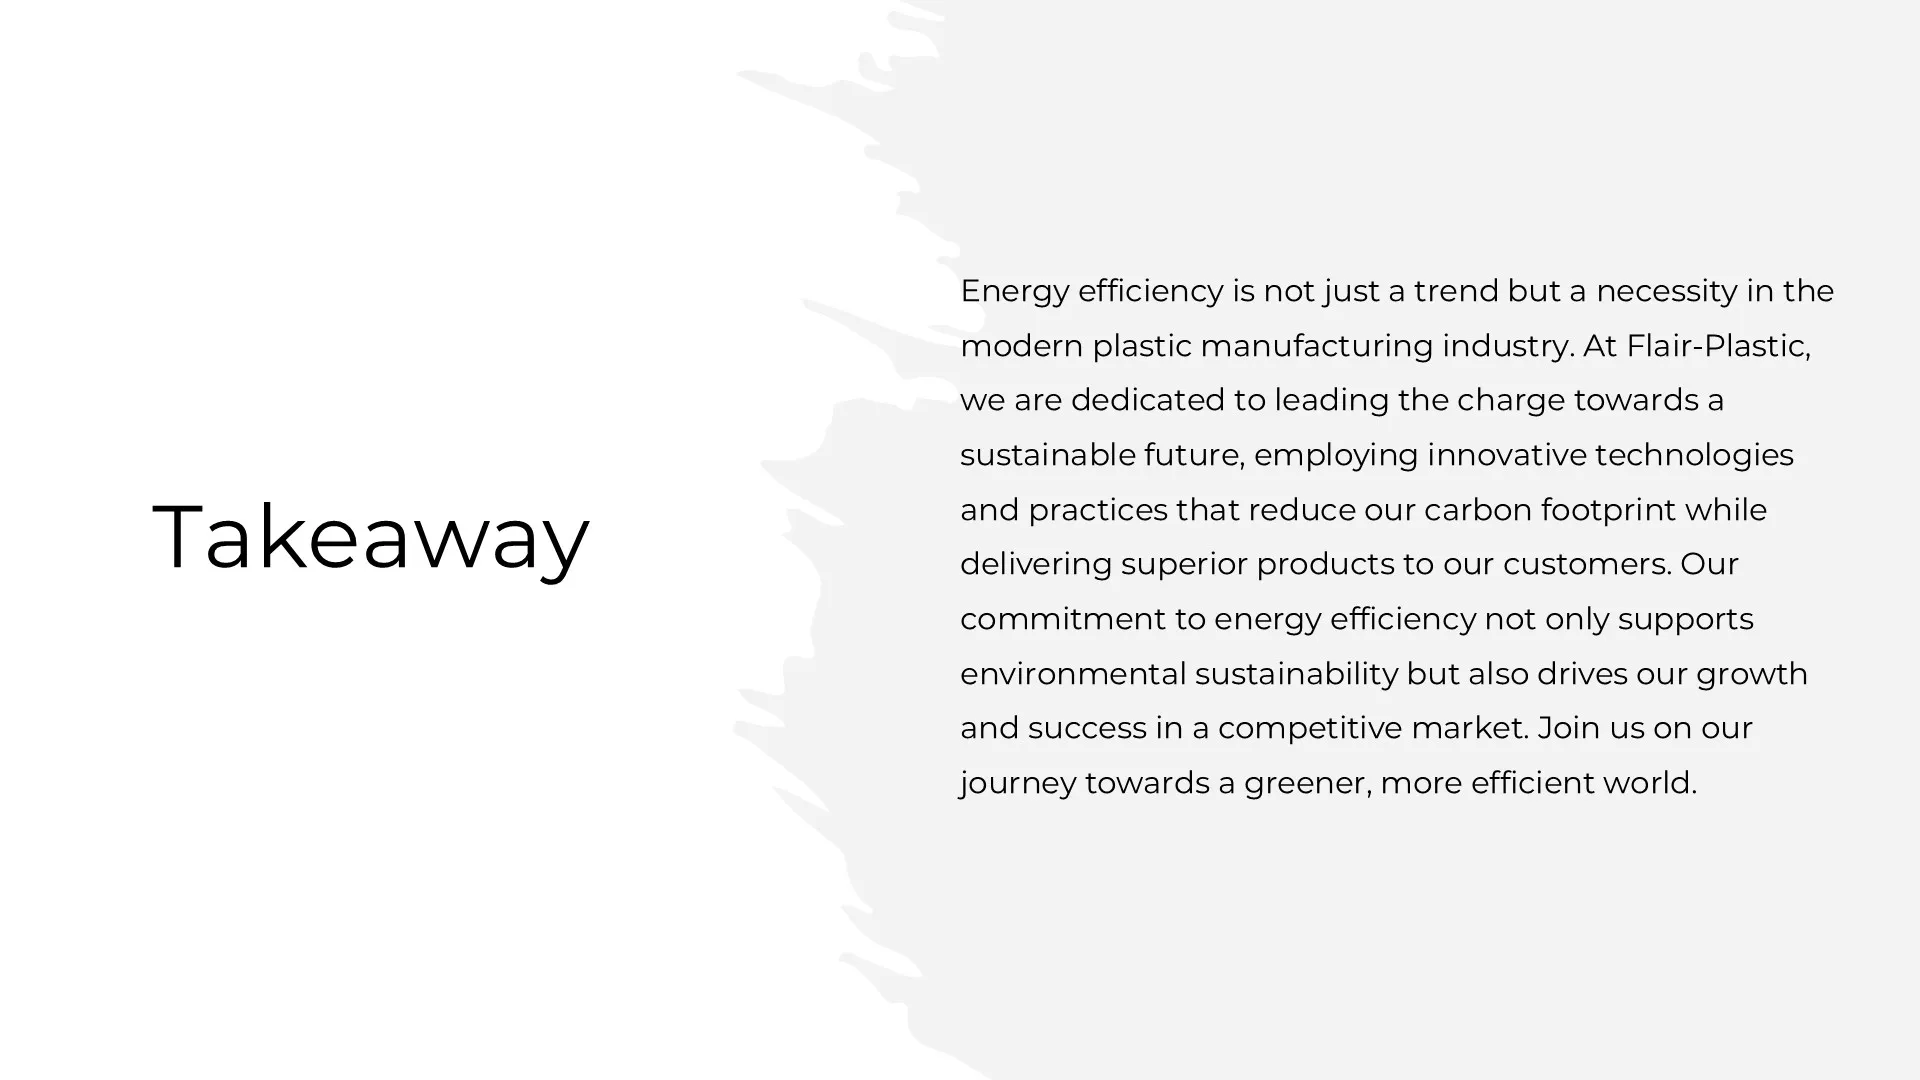 Takeaway
Energy efficiency is not just a trend but a necessity in the
modern plastic manufacturing industry. At Flair-Plastic,
we are dedicated to leading the charge towards a
sustainable future, employing innovative technologies
and practices that reduce our carbon footprint while
delivering superior products to our customers. Our
commitment to energy efficiency not only supports
environmental sustainability but also drives our growth
and success in a competitive market. Join us on our
journey towards a greener, more efficient world.